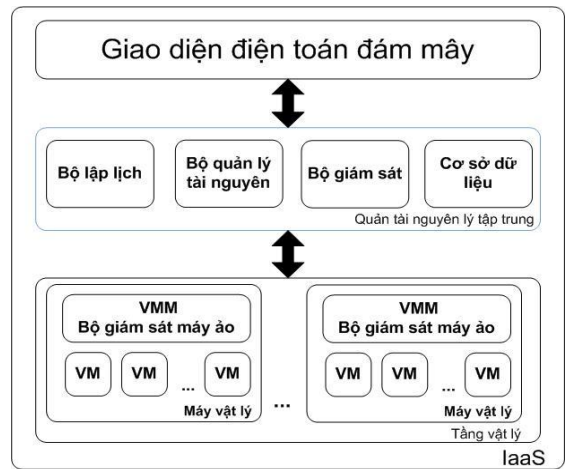 Giao diện điện toán đám mây
Bộ lập lịch
Bộ quản lý
tài nguyên
Bộ giám sát
Cơ sở dữ
liệu
Quản tài nguyên lý tập trung
VMM
Bộ giám sát máy ảo
VM
VM
...
VM
Máy vật lý
...
VMM
Bộ giám sát máy ảo
VM
VM
...
VM
Máy vật lý
Tầng vật lý
IaaS